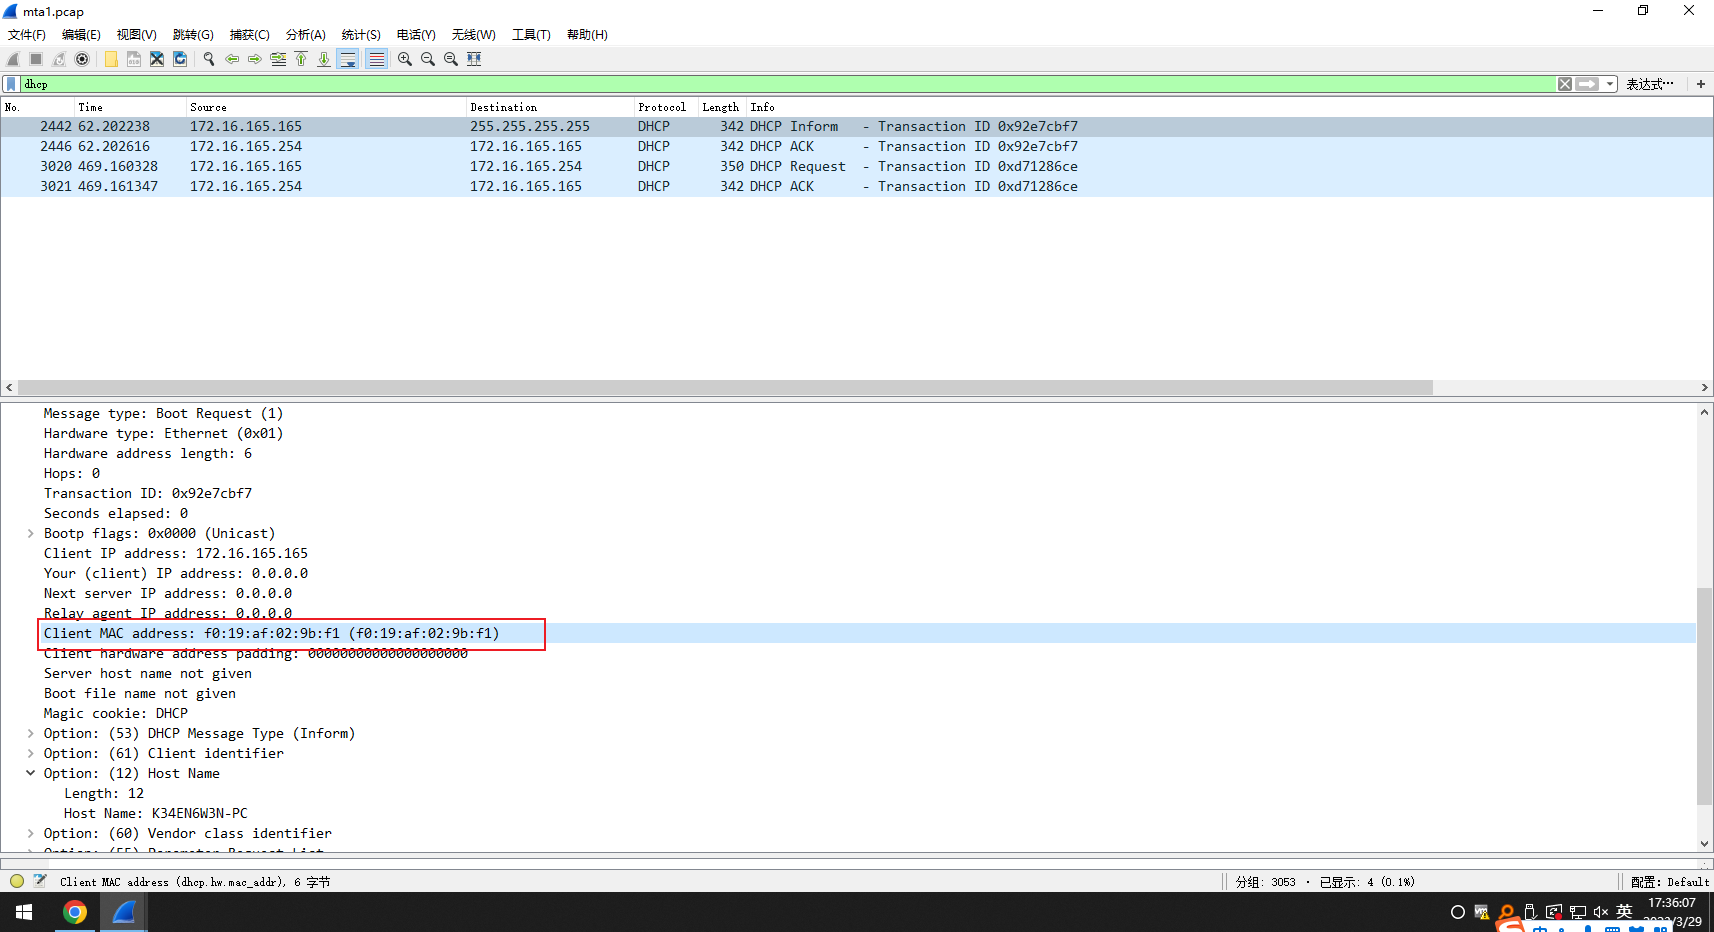 mta1.pcap
文件(F) 编辑(E) 视图(V) 跳转(G) 捕获(C) 分析(A) 统计(S) 电话(Y) 无线(W) 工具(T) 帮助(H)
dhcp 表达式… +
No. Time Source Destination Protocol Length Info
2442 62.202238 172.16.165.165 255.255.255.255 DHCP 342 DHCP Inform - Transaction ID 0x92e7cbf7
2446 62.202616 172.16.165.254 172.16.165.165 DHCP 342 DHCP ACK - Transaction ID 0x92e7cbf7
3020 469.160328 172.16.165.165 172.16.165.254 DHCP 350 DHCP Request - Transaction ID 0xd71286ce
3021 469.161347 172.16.165.254 172.16.165.165 DHCP 342 DHCP ACK - Transaction ID 0xd71286ce
Message type: Boot Request (1)
Hardware type: Ethernet (0x01)
Hardware address length: 6
Hops: 0
Transaction ID: 0x92e7cbf7
Seconds elapsed: 0
Bootp flags: 0x0000 (Unicast)
Client IP address: 172.16.165.165
Your (client) IP address: 0.0.0.0
Next server IP address: 0.0.0.0
Relay agent IP address: 0.0.0.0
Client MAC address: f0:19:af:02:9b:f1 (f0:19:af:02:9b:f1)
Client hardware address padding: 00000000000000000000
Server host name not given
Boot file name not given
Magic cookie: DHCP
Option: (53) DHCP Message Type (Inform)
Option: (61) Client identifier
Option: (12) Host Name
Length: 12
Host Name: K34EN6W3N-PC
Option: (60) Vendor class identifier
Option: (55) Parameter Request List
Client MAC address (dhcp.hw.mac_addr), 6 字节 分组: 3053 · 已显示: 4 (0.1%) 配置: Default
英 17:36:07